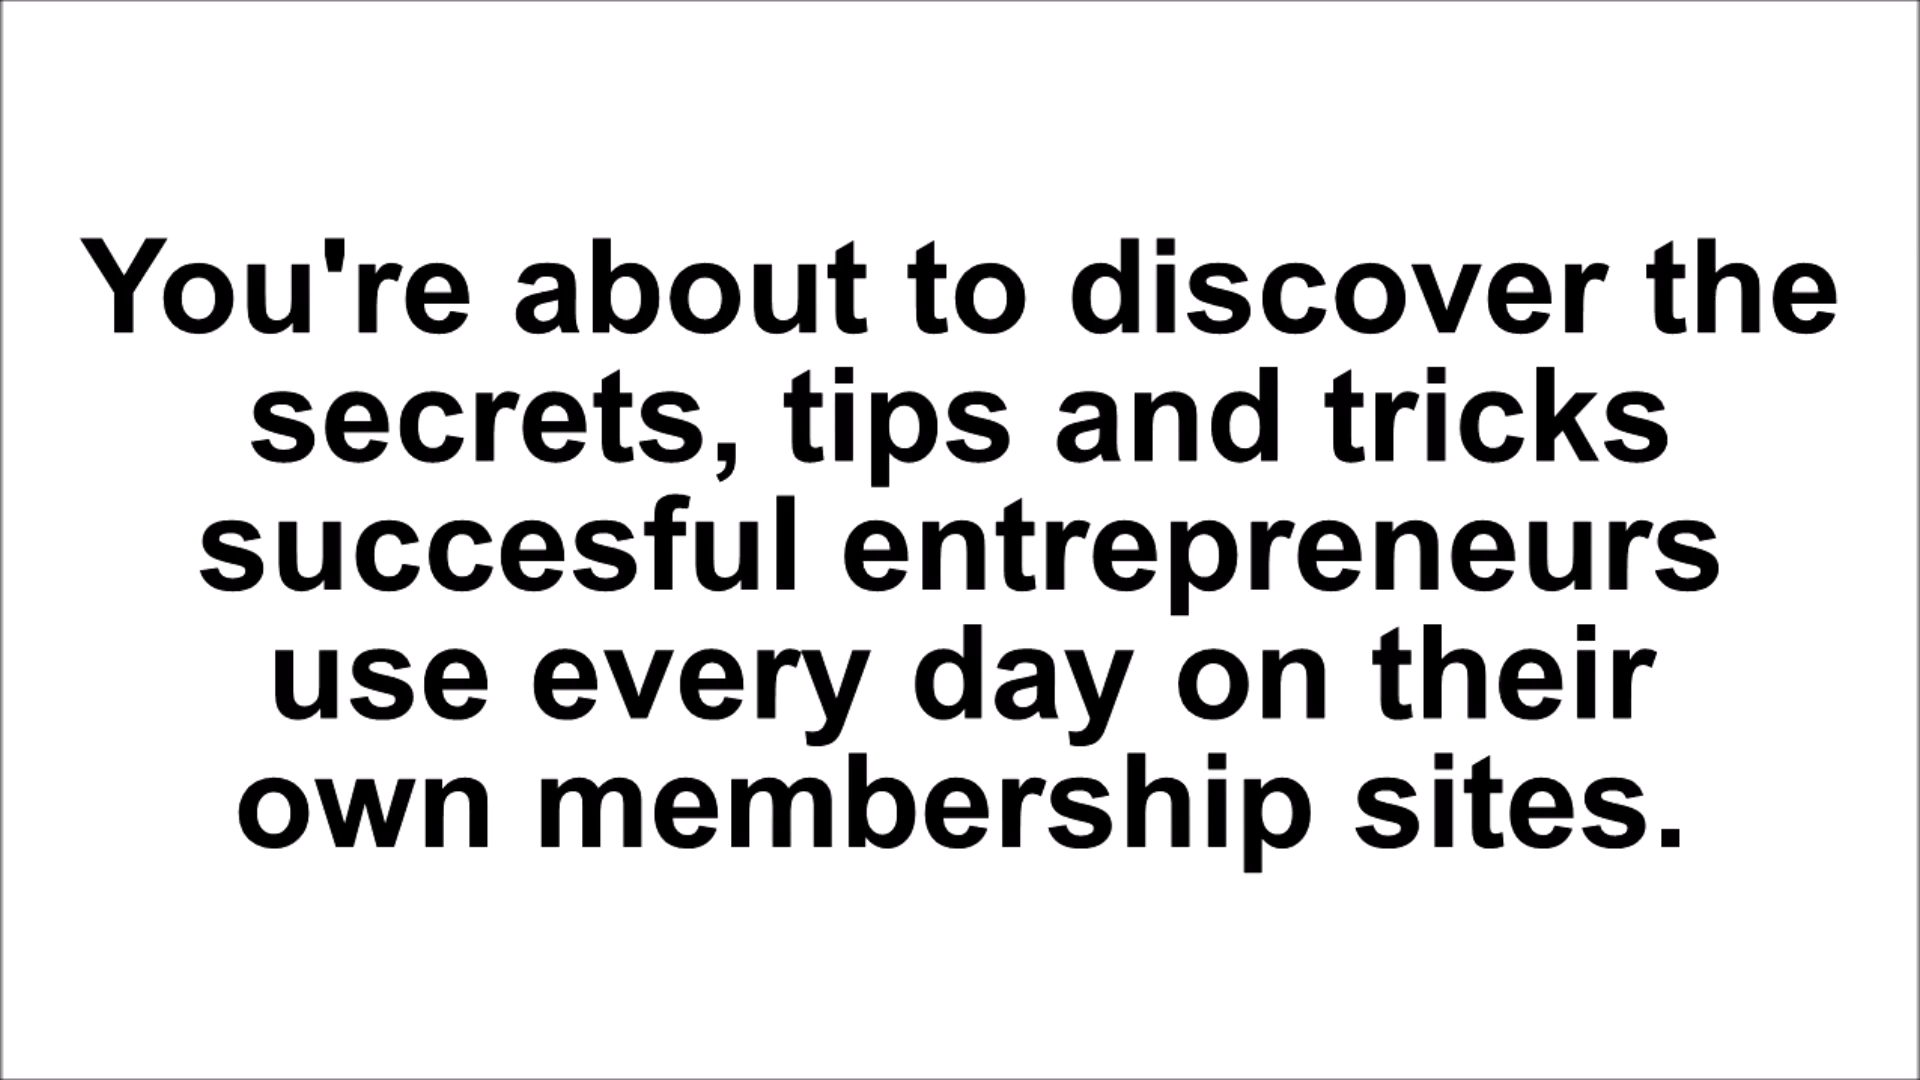 You're about to discover the
secrets, tips and tricks
succesful entrepreneurs
use every day on their
own membership sites.